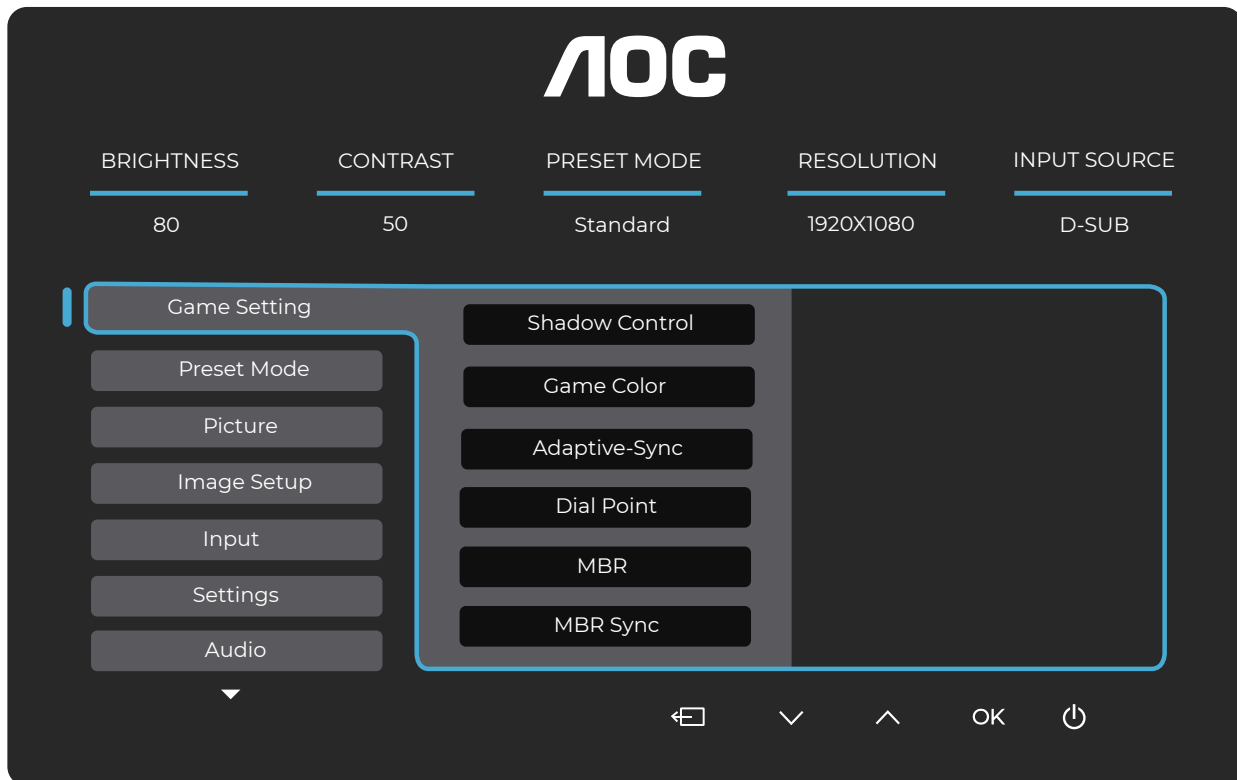 AOC
BRIGHTNESS CONTRAST PRESET MODE RESOLUTION INPUT SOURCE
80 50 Standard 1920X1080 D-SUB
Game Setting
Shadow Control
Preset Mode
Game Color
Picture
Adaptive-Sync
Image Setup
Dial Point
Input
MBR
Settings
MBR Sync
Audio
OK